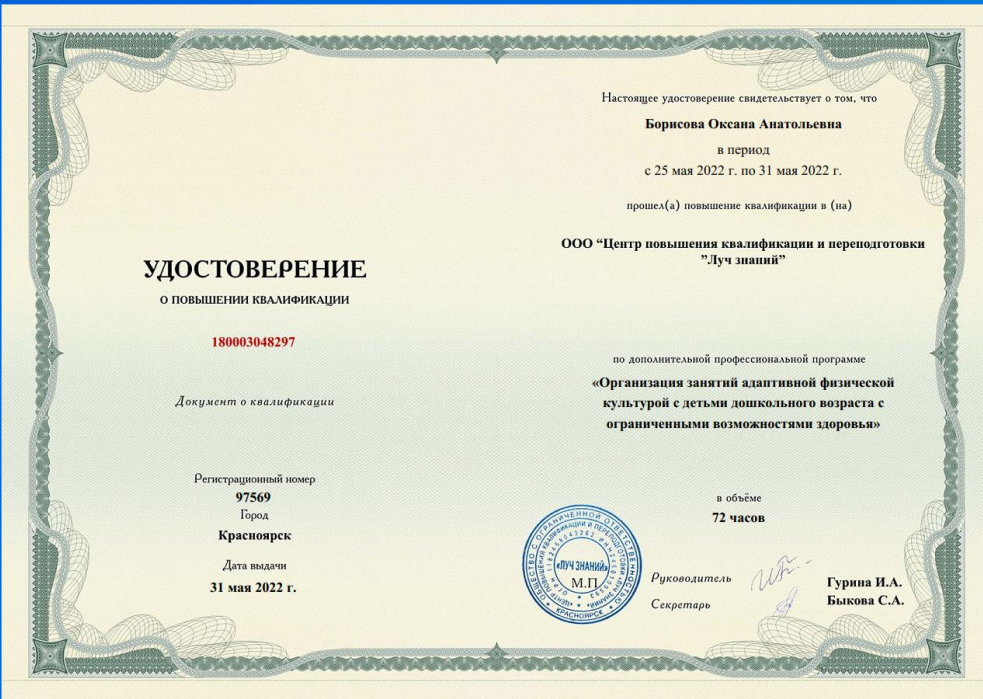 УДОСТОВЕРЕНИЕ
О ПОВЫШЕНИИ КВАЛИФИКАЦИИ
180003048297
Документ о квалификации
Регистрационный номер
97569
Город
Красноярск
Дата выдачи
31 мая 2022 г.
Настоящее удостоверение свидетельствует о том, что
Борисова Оксана Анатольевна
в период
с 25 мая 2022 г. по 31 мая 2022 г.
прошел(а) повышение квалификации в (на)
ООО “Центр повышения квалификации и переподготовки
”Луч знаний”
по дополнительной профессиональной программе
«Организация занятий адаптивной физической
культурой с детьми дошкольного возраста с
ограниченными возможностями здоровья»
в объёме
72 часов
ОБЩЕСТВО С ОГРАНИЧЕННОЙ ОТВЕТСТВЕННОСТЬЮ
КРАСНОЯРСК
«ЛУЧ ЗНАНИЙ»
М.П
Руководитель
Гурина И.А.
Секретарь
Быкова С.А.